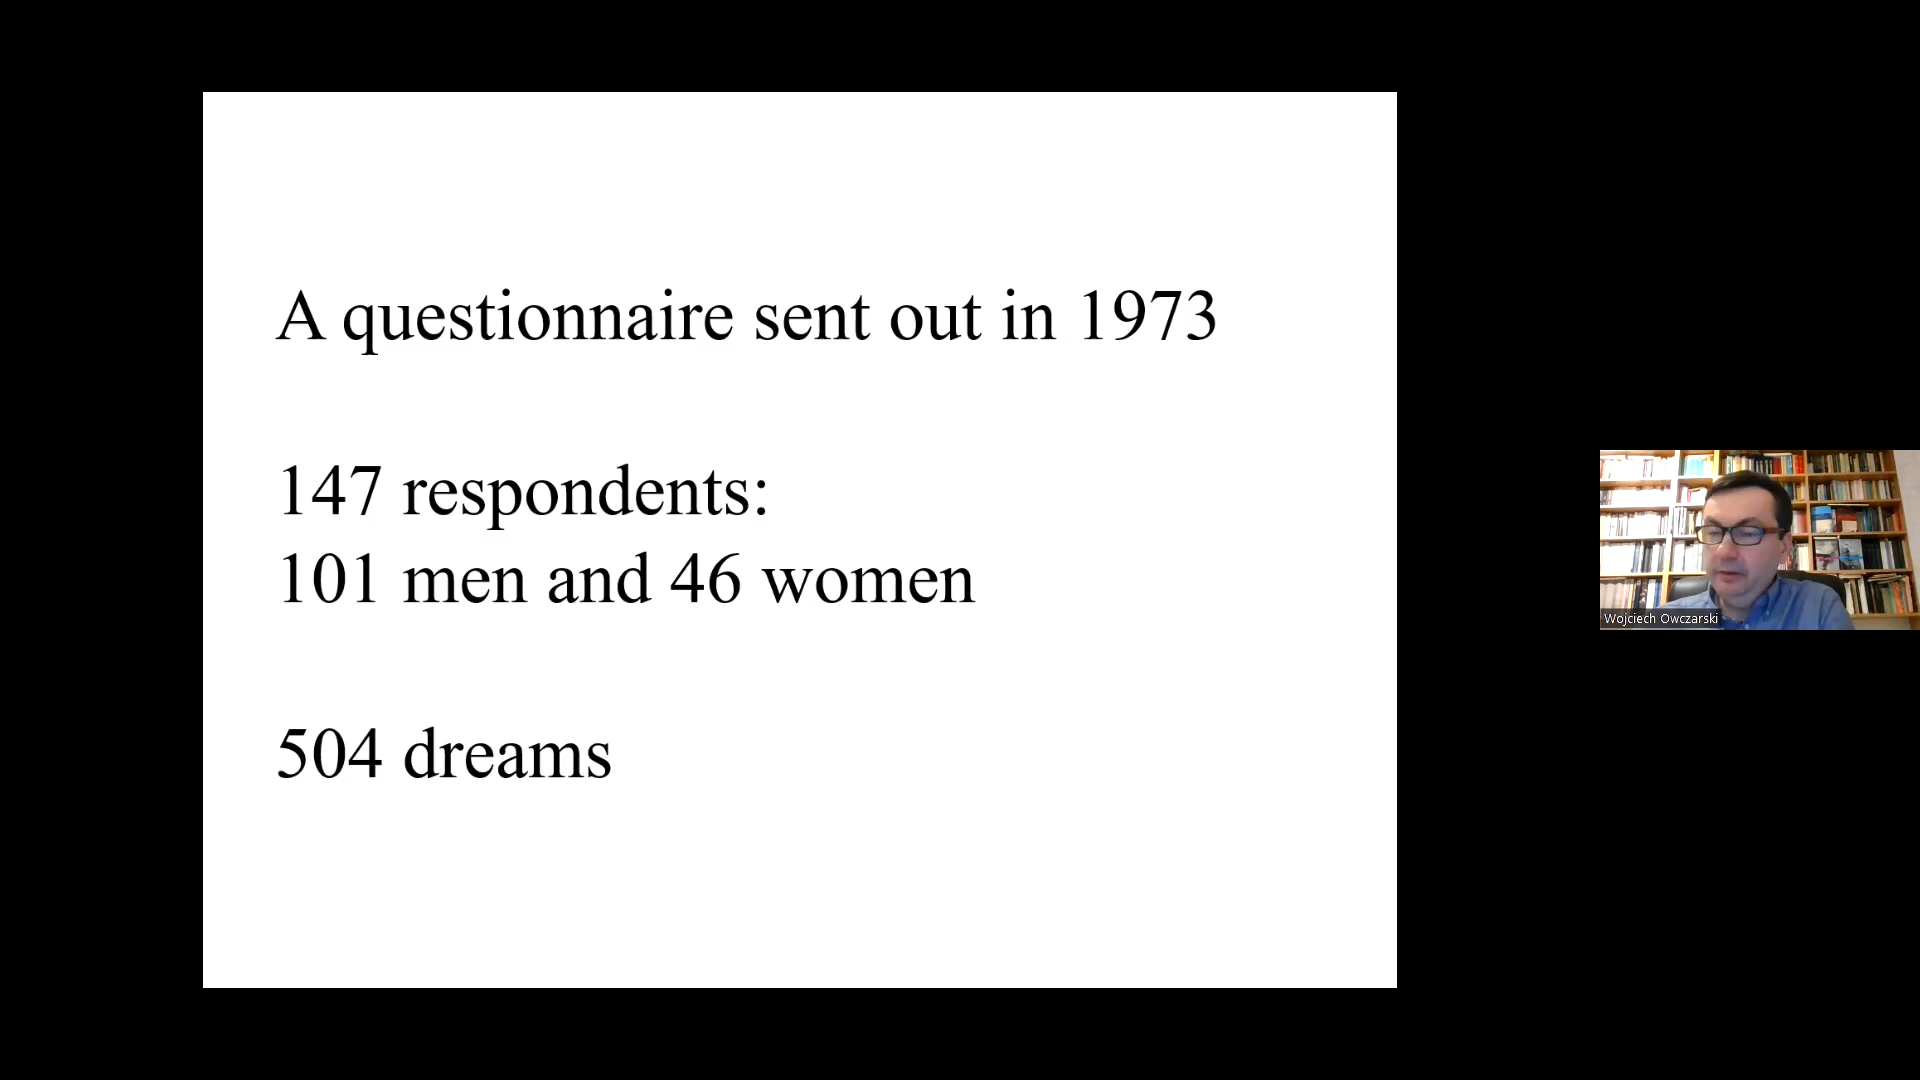 A questionnaire sent out in 1973
147 respondents:
101 men and 46 women
504 dreams
Wojciech Owczarski